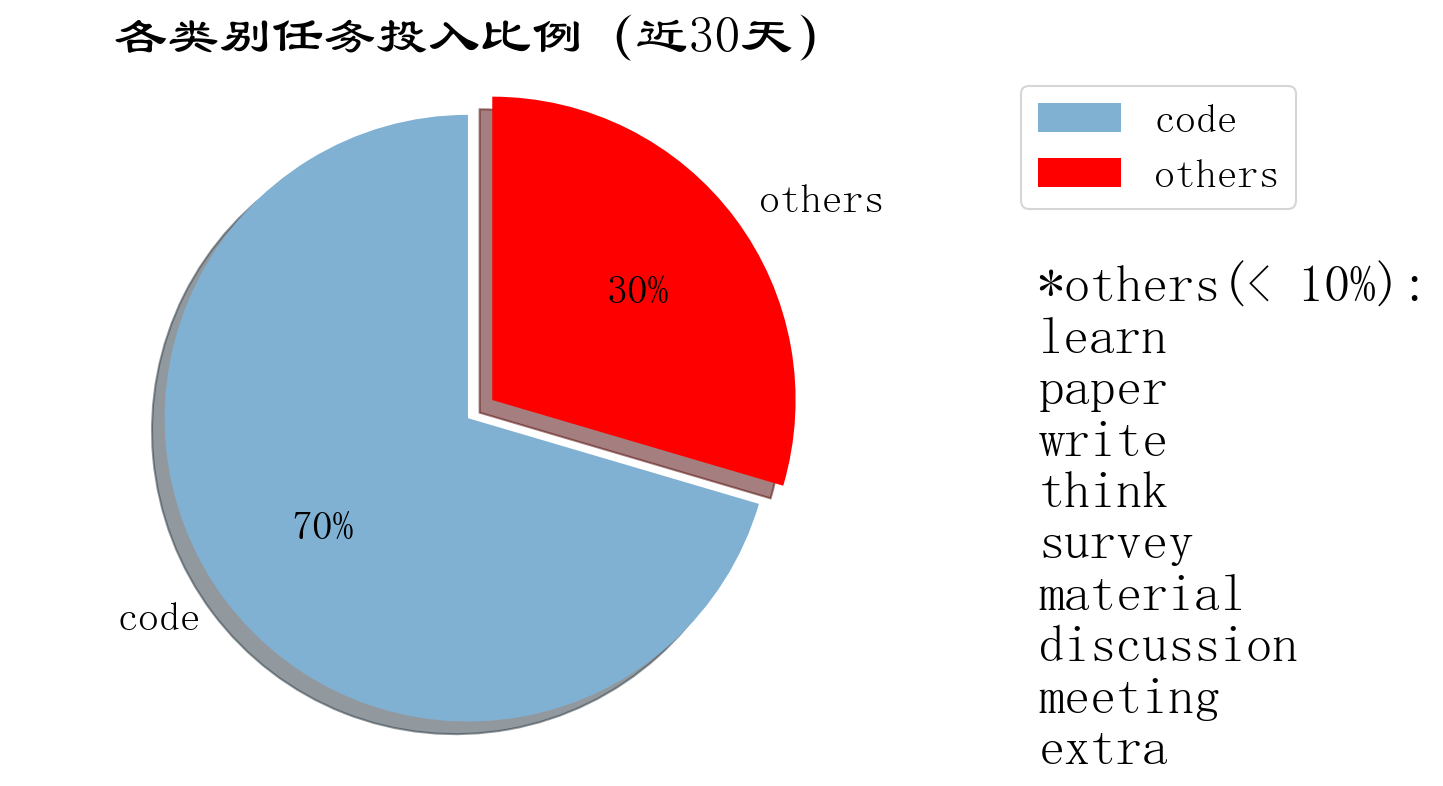 各类别任务投入比例 (近30天)
code
others
others
30%
70%
code
*others(< 10%):
learn
paper
write
think
survey
material
discussion
meeting
extra